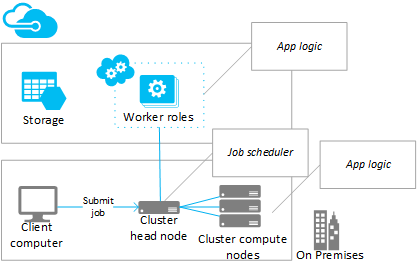 App logic
Storage
Worker roles
Job scheduler
App logic
Submit
job
Client
computer
Cluster
head node
Cluster compute
nodes
On Premises